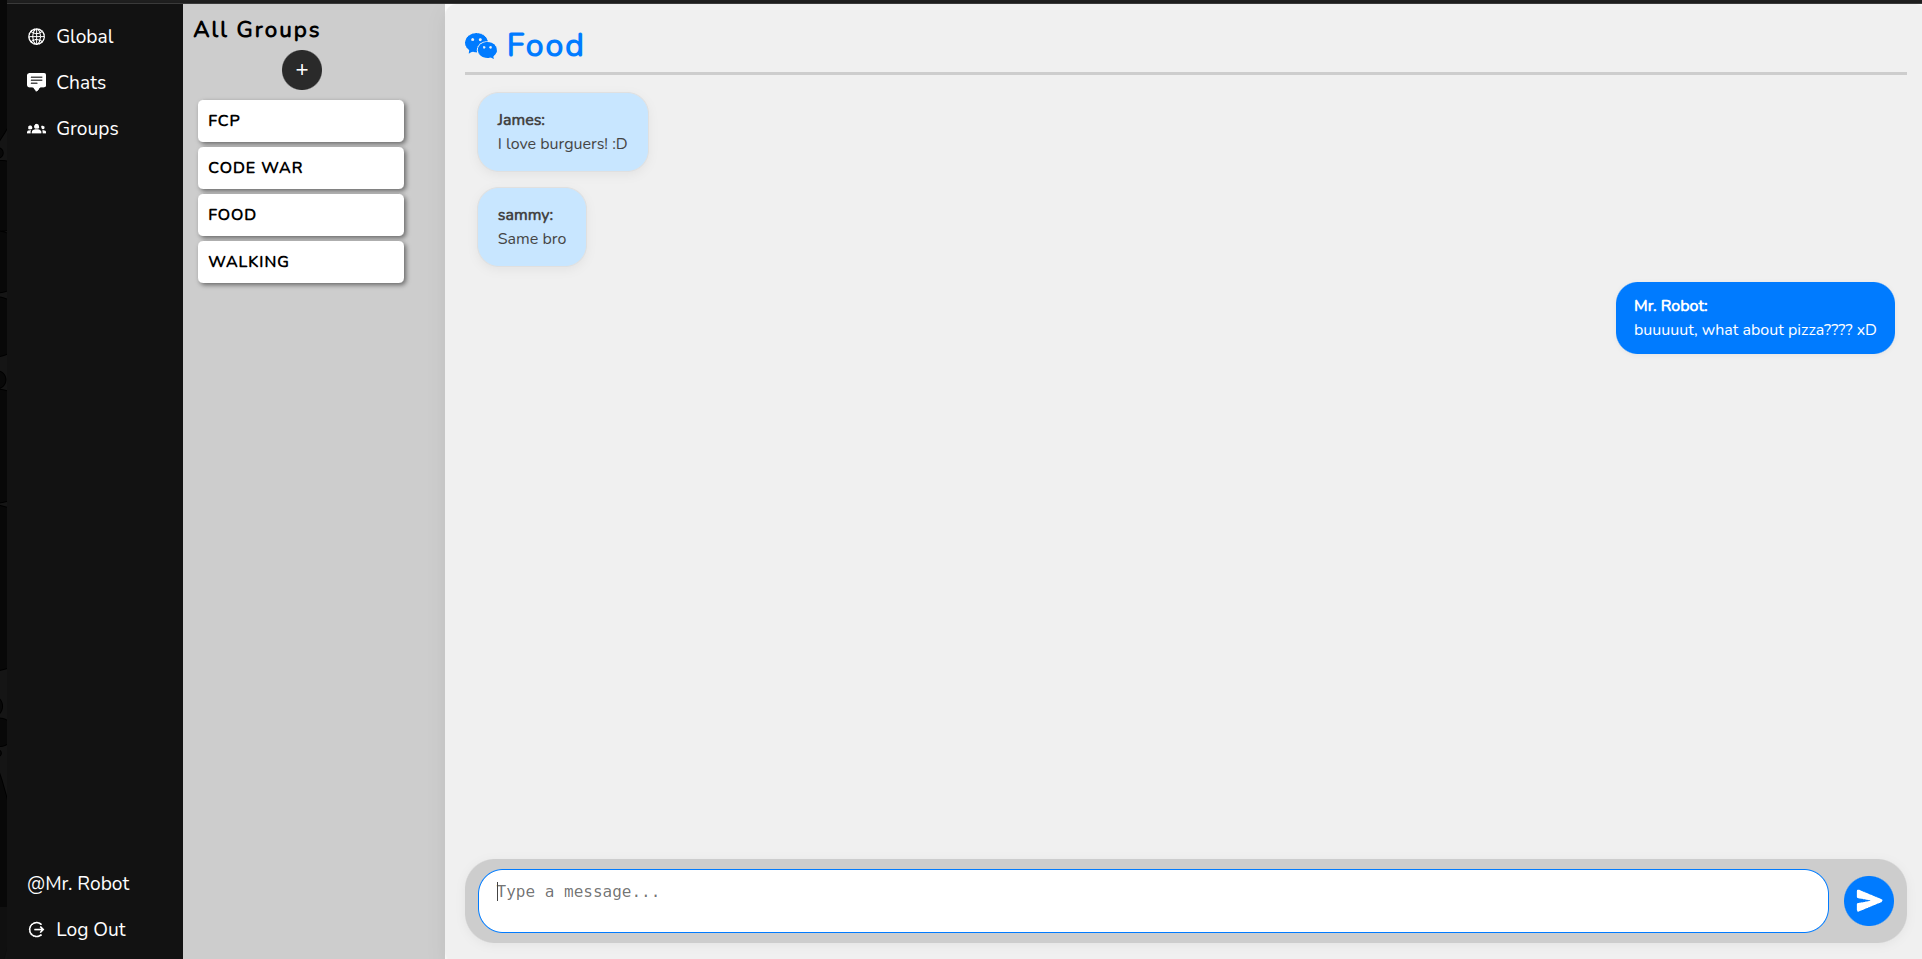 Global
Chats
Groups
@Mr. Robot
Log Out
All Groups
+
FCP
CODE WAR
FOOD
WALKING
Food
James:
I love burguers! :D
sammy:
Same bro
Mr. Robot:
buuuuut, what about pizza???? xD
Type a message...